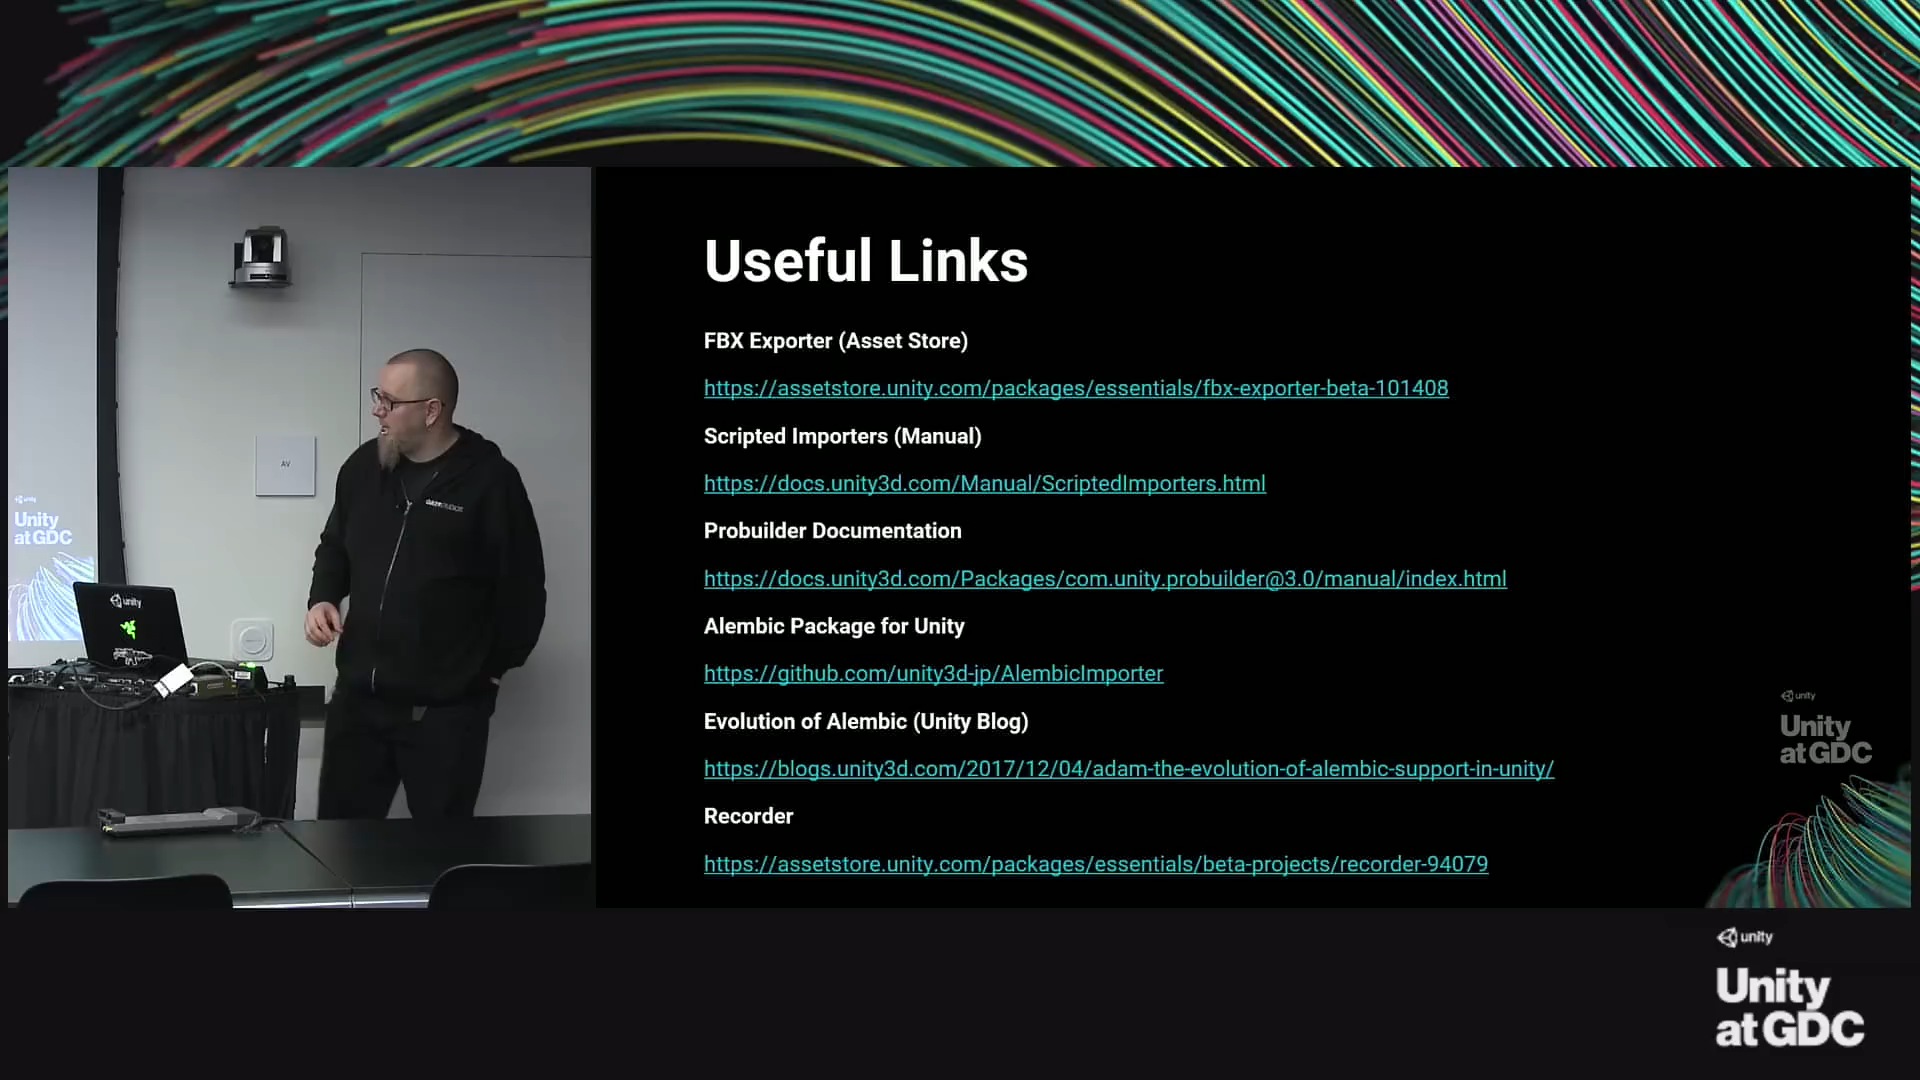 Useful Links
FBX Exporter (Asset Store)
https://assetstore.unity.com/packages/essentials/fbx-exporter-beta-101408
Scripted Importers (Manual)
https://docs.unity3d.com/Manual/ScriptedImporters.html
Probuilder Documentation
https://docs.unity3d.com/Packages/com.unity.probuilder@3.0/manual/index.html
Alembic Package for Unity
https://github.com/unity3d-jp/AlembicImporter
Evolution of Alembic (Unity Blog)
https://blogs.unity3d.com/2017/12/04/adam-the-evolution-of-alembic-support-in-unity/
Recorder
https://assetstore.unity.com/packages/essentials/beta-projects/recorder-94079
unity
Unity
at GDC
AV
unity
Unity
at GDC
unity
unity
Unity
at GDC